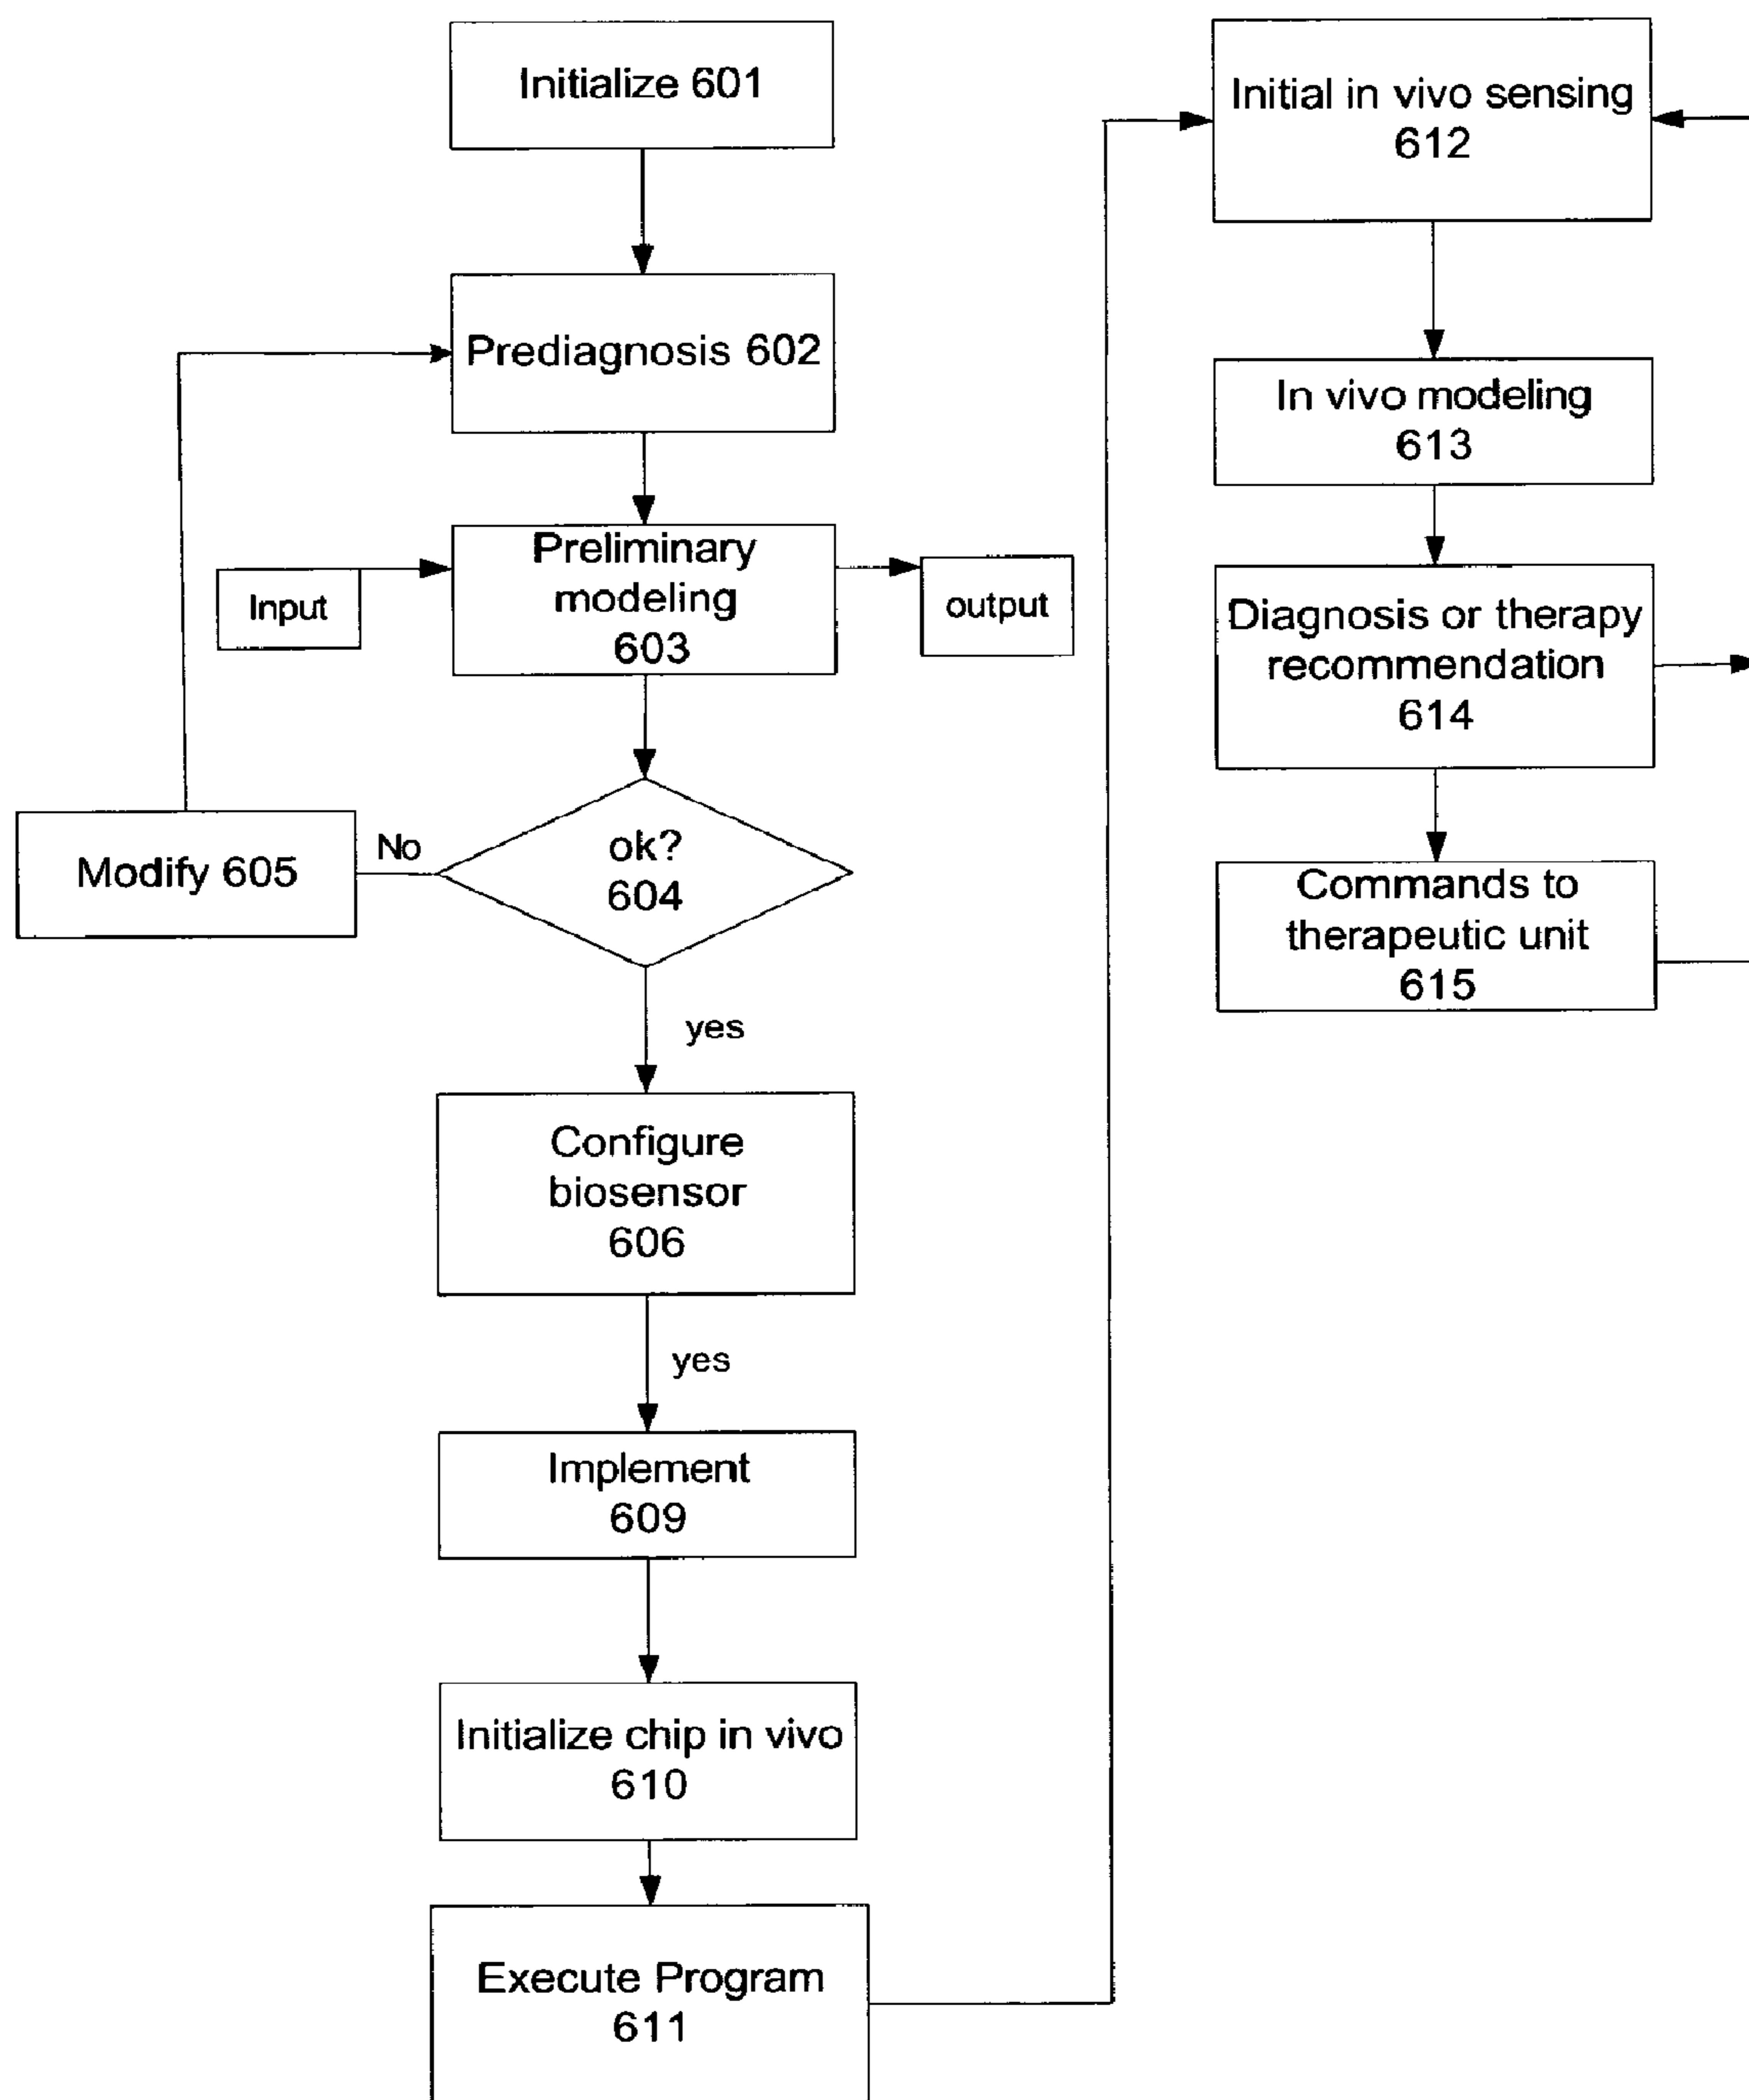 Initialize 601
Prediagnosis 602
Preliminary
modeling
603
Input
output
ok?
604
No
Modify 605
yes
Configure
biosensor
606
yes
Implement
609
Initialize chip in vivo
610
Execute Program
611
Initial in vivo sensing
612
In vivo modeling
613
Diagnosis or therapy
recommendation
614
Commands to
therapeutic unit
615